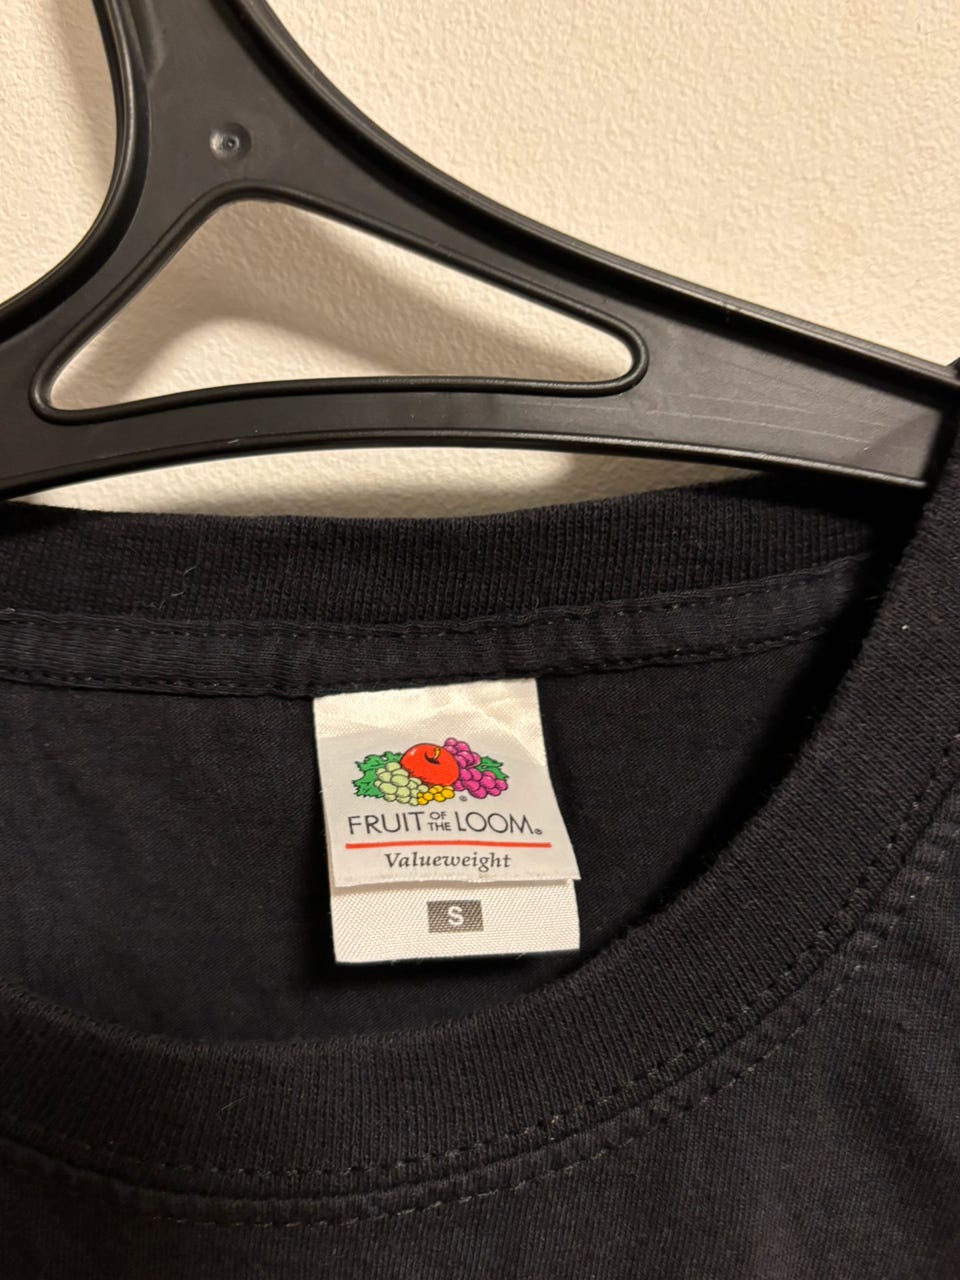 FRUIT OF THE LOOM®
Valueweight
S